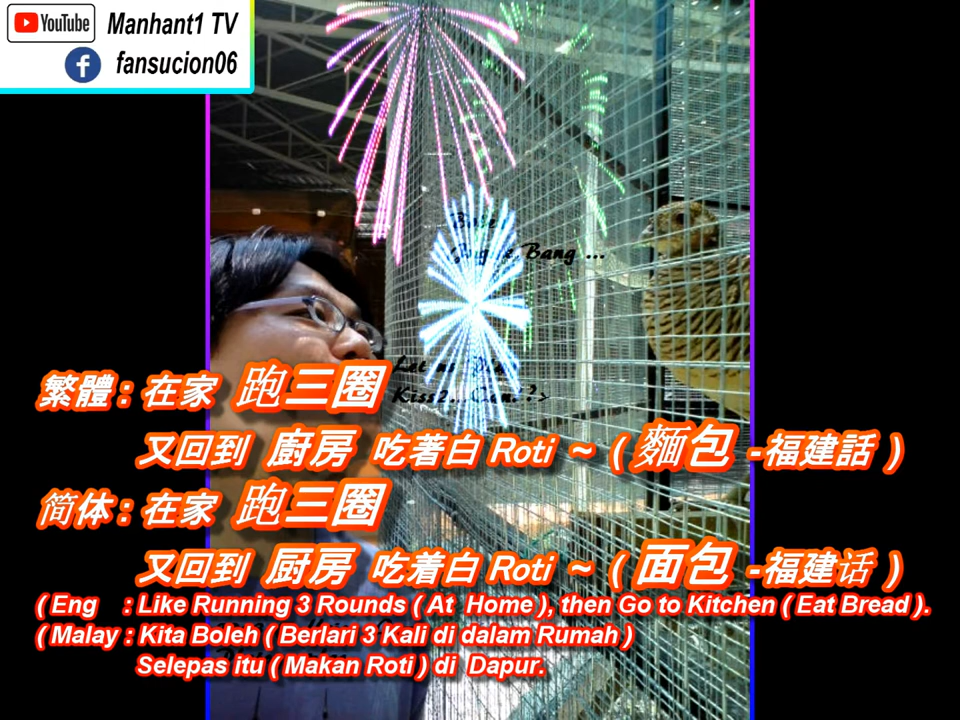 YouTube Manhant1 TV
fansucion06
Bang ...
繁體 : 在家 跑三圈
又回到 廚房 吃著白 Roti ~ ( 麵包 -福建話 )
简体 : 在家 跑三圈
又回到 厨房 吃着白 Roti ~ ( 面包 -福建话 )
( Eng : Like Running 3 Rounds ( At Home ), then Go to Kitchen ( Eat Bread ).
( Malay : Kita Boleh ( Berlari 3 Kali di dalam Rumah )
Selepas itu ( Makan Roti ) di Dapur.